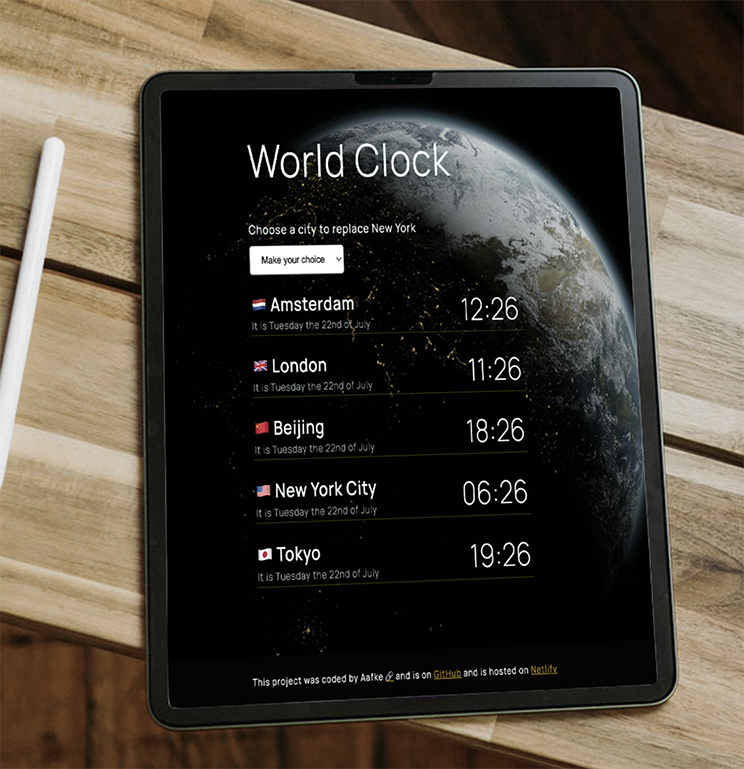 World Clock
Choose a city to replace New York
Make your choice
Amsterdam 12:26
It is Tuesday the 22nd of July
London 11:26
It is Tuesday the 22nd of July
Beijing 18:26
It is Tuesday the 22nd of July
New York City 06:26
It is Tuesday the 22nd of July
Tokyo 19:26
It is Tuesday the 22nd of July
This project was coded by Aafke and is on GitHub and is hosted on Netlify